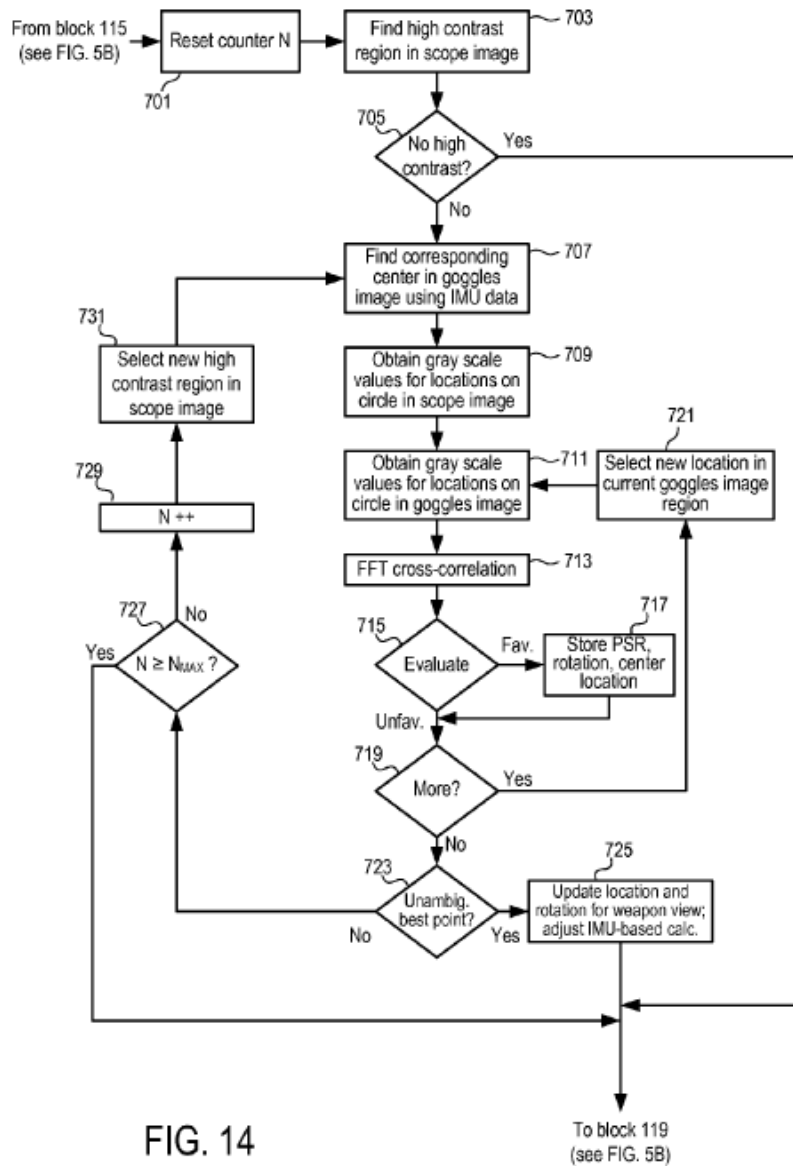 From block 115
(see FIG. 5B)
Reset counter N
701
Find high contrast
region in scope image
703
705
No high
contrast?
Yes
No
Find corresponding
center in goggles
image using IMU data
707
731
Select new high
contrast region in
scope image
Obtain gray scale
values for locations on
circle in scope image
709
721
Select new location in
current goggles image
region
Obtain gray scale
values for locations on
circle in goggles image
711
729
N ++
FFT cross-correlation
713
727
No
Yes
N ≥ NMAX ?
715
Evaluate
Fav.
717
Store PSR,
rotation, center
location
Unfav.
719
More?
Yes
No
723
Unambig.
best point?
No
Yes
725
Update location and
rotation for weapon view;
adjust IMU-based calc.
FIG. 14
To block 119
(see FIG. 5B)